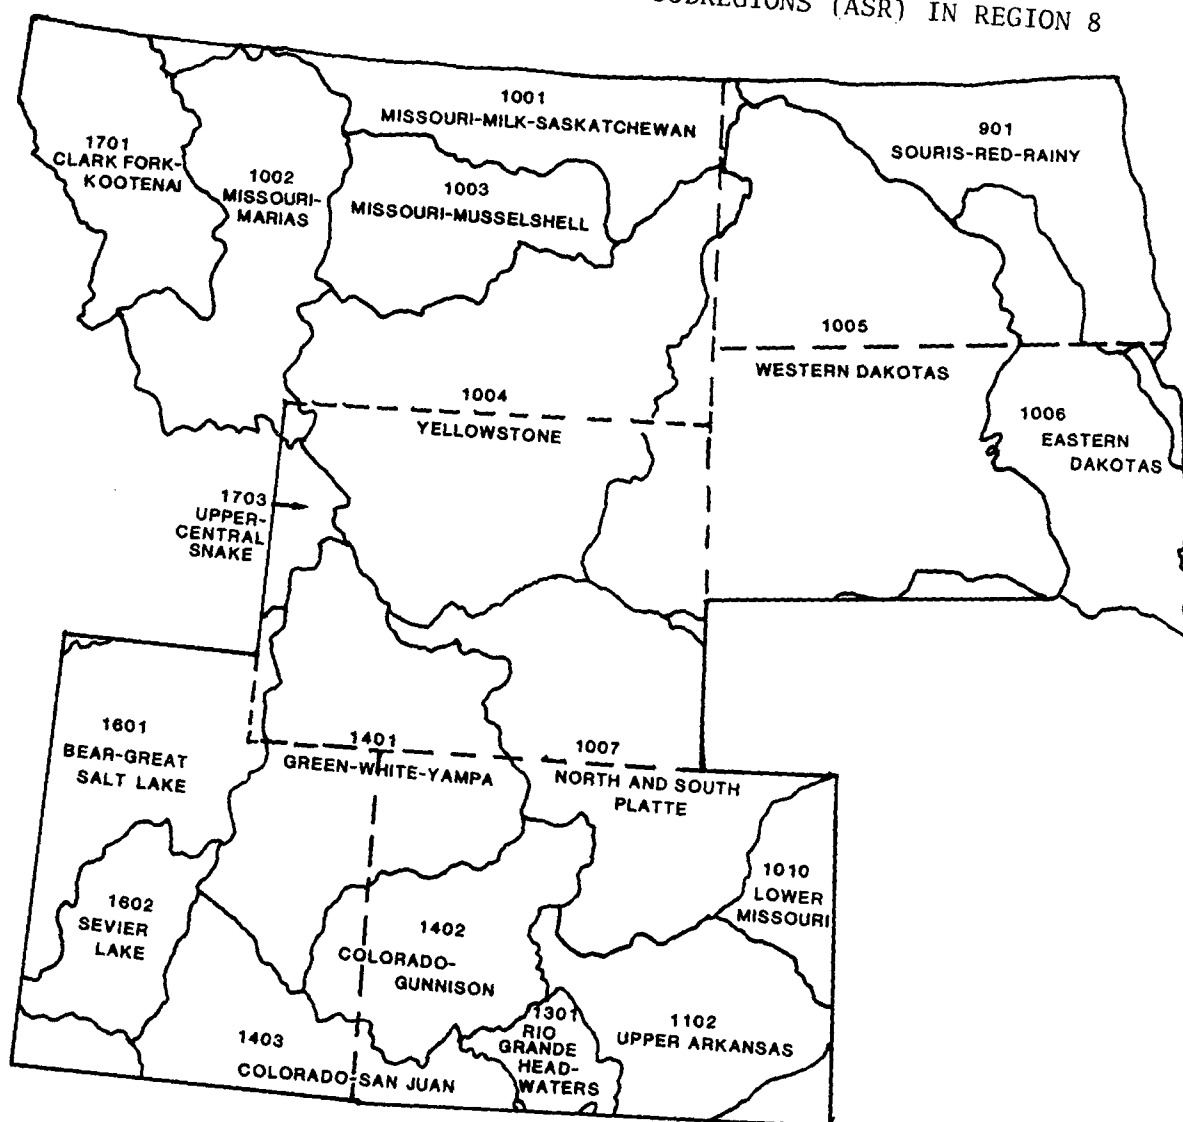 SUBREGIONS (ASR) IN REGION 8
1001
MISSOURI-MILK-SASKATCHEWAN
901
SOURIS-RED-RAINY
1701
CLARK FORK-
KOOTENAI
1002
MISSOURI-
MARIAS
1003
MISSOURI-MUSSELSHELL
1005
WESTERN DAKOTAS
1004
YELLOWSTONE
1006
EASTERN
DAKOTAS
1703
UPPER-
CENTRAL
SNAKE
1601
BEAR-GREAT
SALT LAKE
1401
GREEN-WHITE-YAMPA
1007
NORTH AND SOUTH
PLATTE
1010
LOWER
MISSOURI
1602
SEVIER
LAKE
1402
COLORADO-
GUNNISON
1301
RIO
GRANDE
HEAD-
WATERS
1102
UPPER ARKANSAS
1403
COLORADO-SAN JUAN